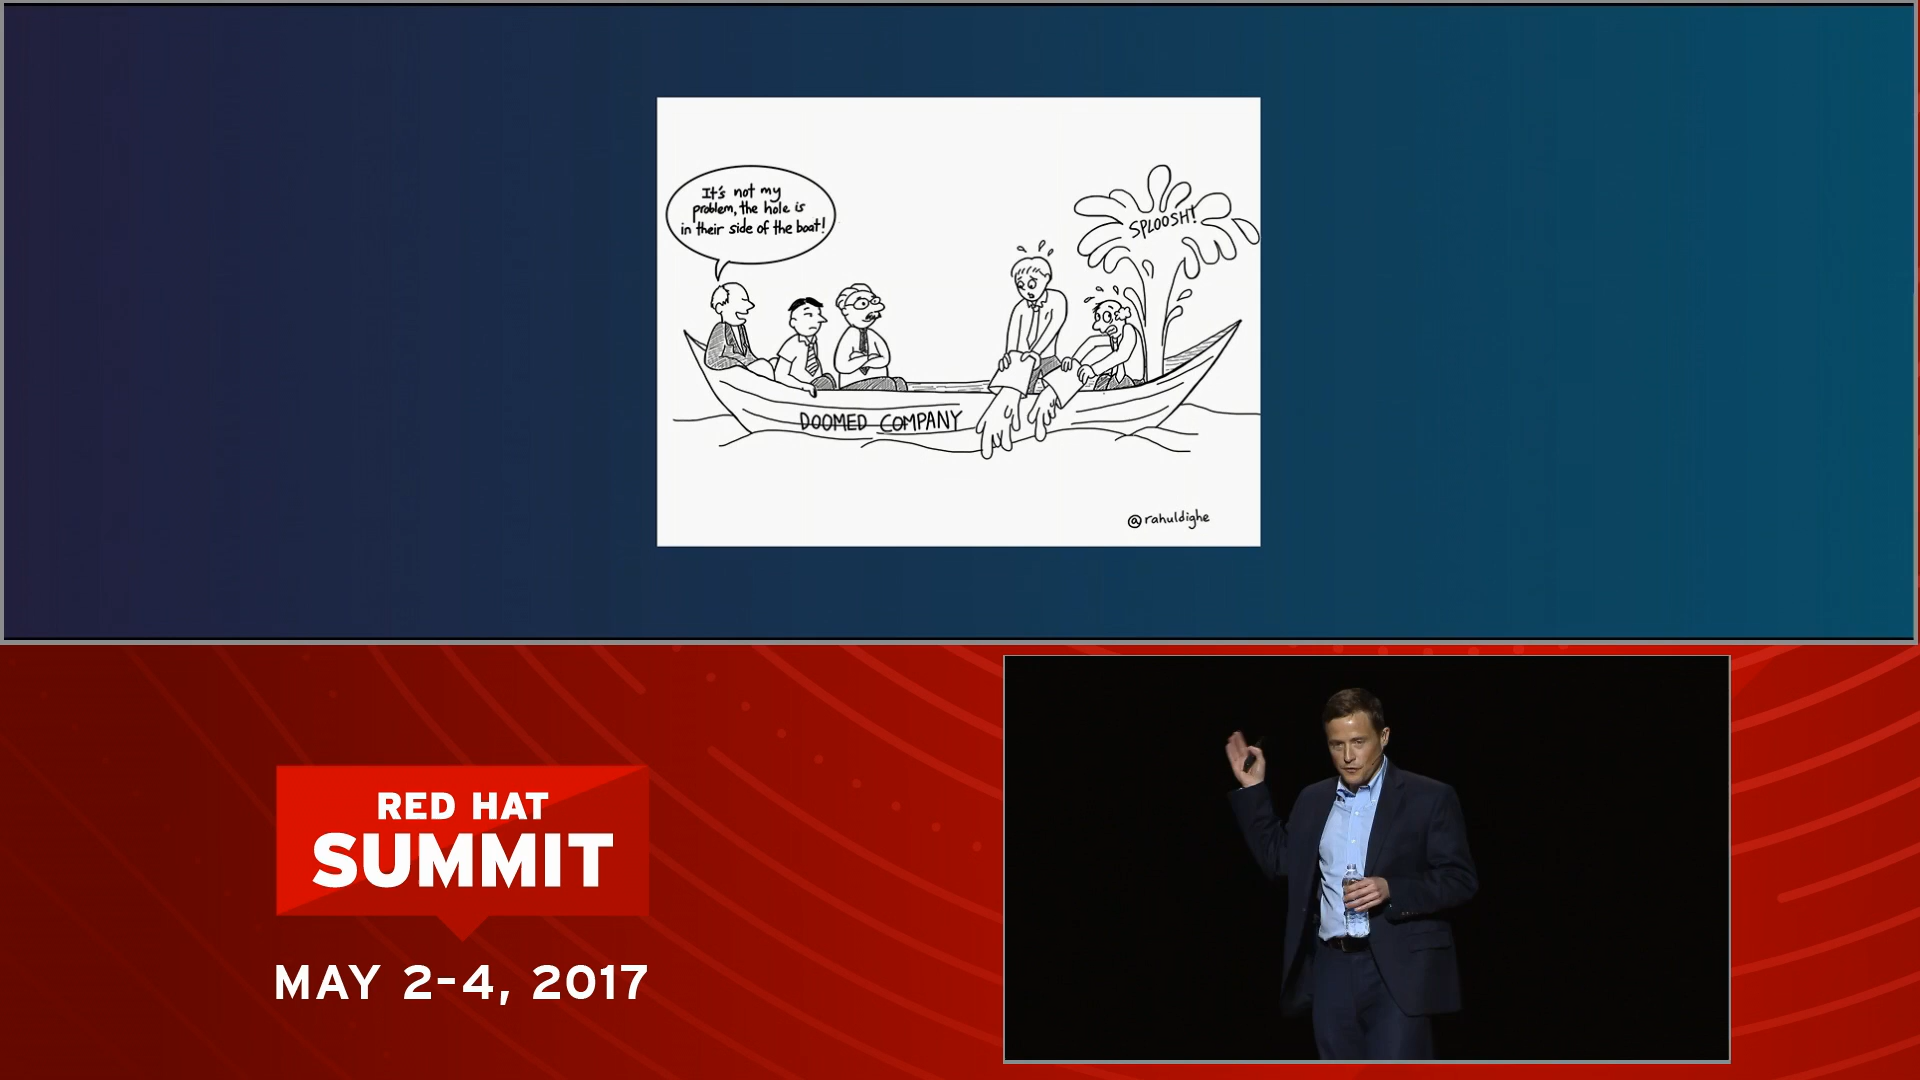 It's not my
problem, the hole is
in their side of the boat!
SPLOOSH!
DOOMED COMPANY
@rahuldighe
RED HAT
SUMMIT
MAY 2-4, 2017